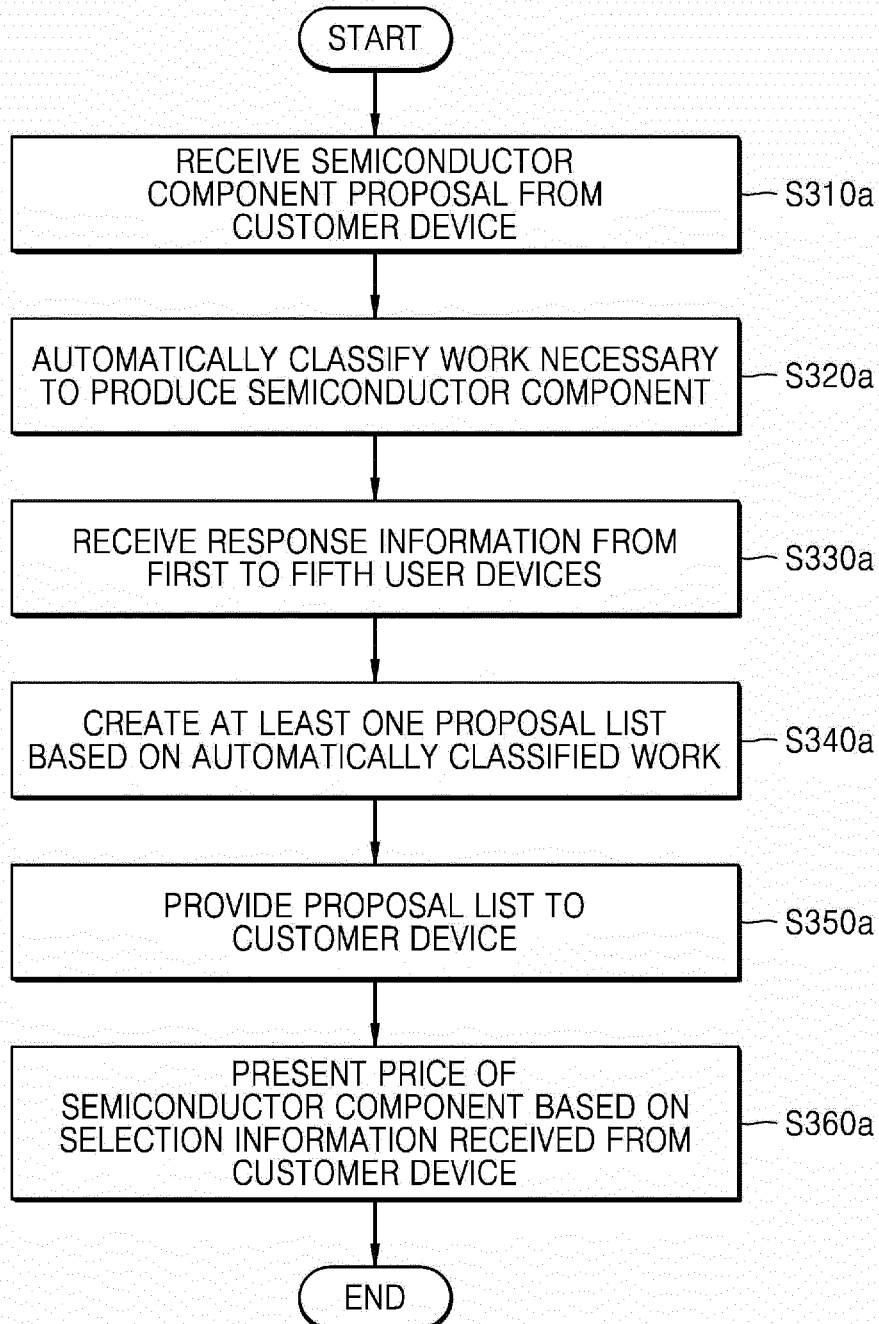 START
RECEIVE SEMICONDUCTOR
COMPONENT PROPOSAL FROM
CUSTOMER DEVICE
S310a
AUTOMATICALLY CLASSIFY WORK NECESSARY
TO PRODUCE SEMICONDUCTOR COMPONENT
S320a
RECEIVE RESPONSE INFORMATION FROM
FIRST TO FIFTH USER DEVICES
S330a
CREATE AT LEAST ONE PROPOSAL LIST
BASED ON AUTOMATICALLY CLASSIFIED WORK
S340a
PROVIDE PROPOSAL LIST TO
CUSTOMER DEVICE
S350a
PRESENT PRICE OF
SEMICONDUCTOR COMPONENT BASED ON
SELECTION INFORMATION RECEIVED FROM
CUSTOMER DEVICE
S360a
END